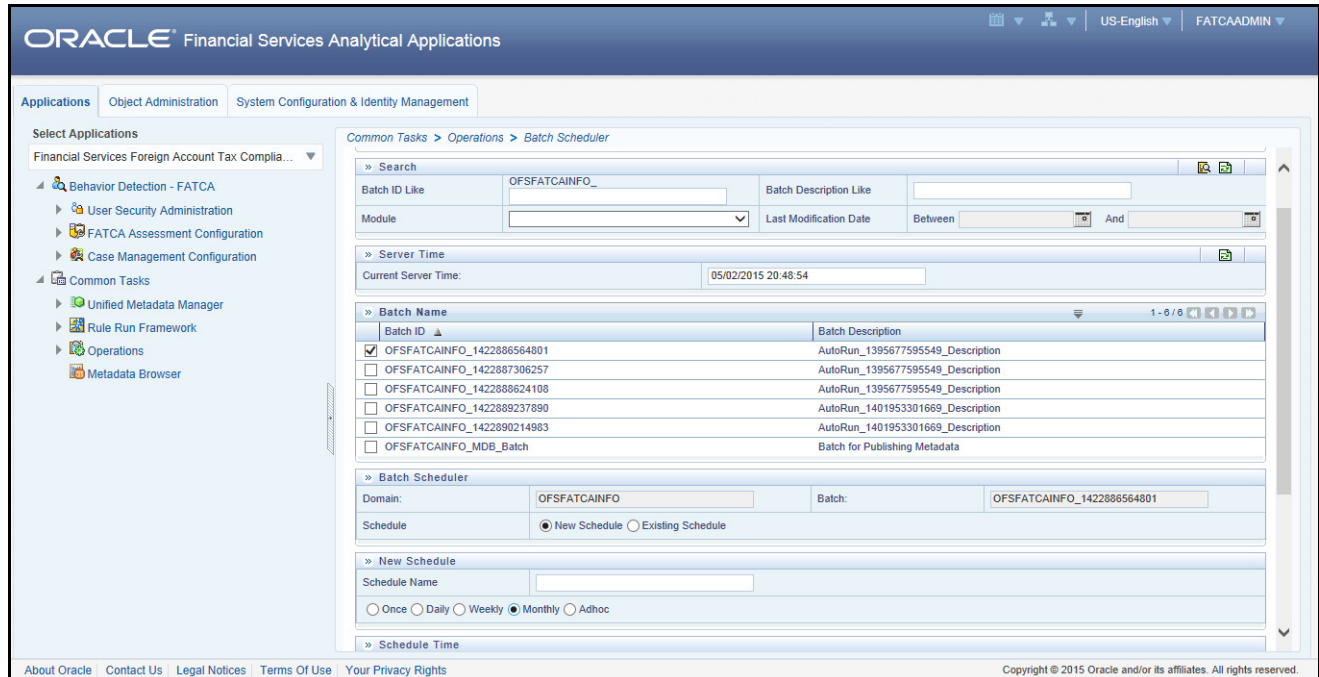 US-English FATCAADMIN
ORACLE® Financial Services Analytical Applications
Applications Object Administration System Configuration & Identity Management
Select Applications
Financial Services Foreign Account Tax Complia...
Behavior Detection - FATCA
User Security Administration
FATCA Assessment Configuration
Case Management Configuration
Common Tasks
Unified Metadata Manager
Rule Run Framework
Operations
Metadata Browser
Common Tasks > Operations > Batch Scheduler
» Search
Batch ID Like OFSFATCAINFO_ Batch Description Like
Module Last Modification Date Between And
» Server Time
Current Server Time: 05/02/2015 20:48:54
» Batch Name 1-6/6
Batch ID Batch Description
OFSFATCAINFO_1422886564801 AutoRun_1395677595549_Description
OFSFATCAINFO_1422887306257 AutoRun_1395677595549_Description
OFSFATCAINFO_1422888624108 AutoRun_1395677595549_Description
OFSFATCAINFO_1422889237890 AutoRun_1401953301669_Description
OFSFATCAINFO_1422890214983 AutoRun_1401953301669_Description
OFSFATCAINFO_MDB_Batch Batch for Publishing Metadata
» Batch Scheduler
Domain: OFSFATCAINFO Batch: OFSFATCAINFO_1422886564801
Schedule New Schedule Existing Schedule
» New Schedule
Schedule Name
Once Daily Weekly Monthly Adhoc
» Schedule Time
About Oracle Contact Us Legal Notices Terms Of Use Your Privacy Rights Copyright © 2015 Oracle and/or its affiliates. All rights reserved.